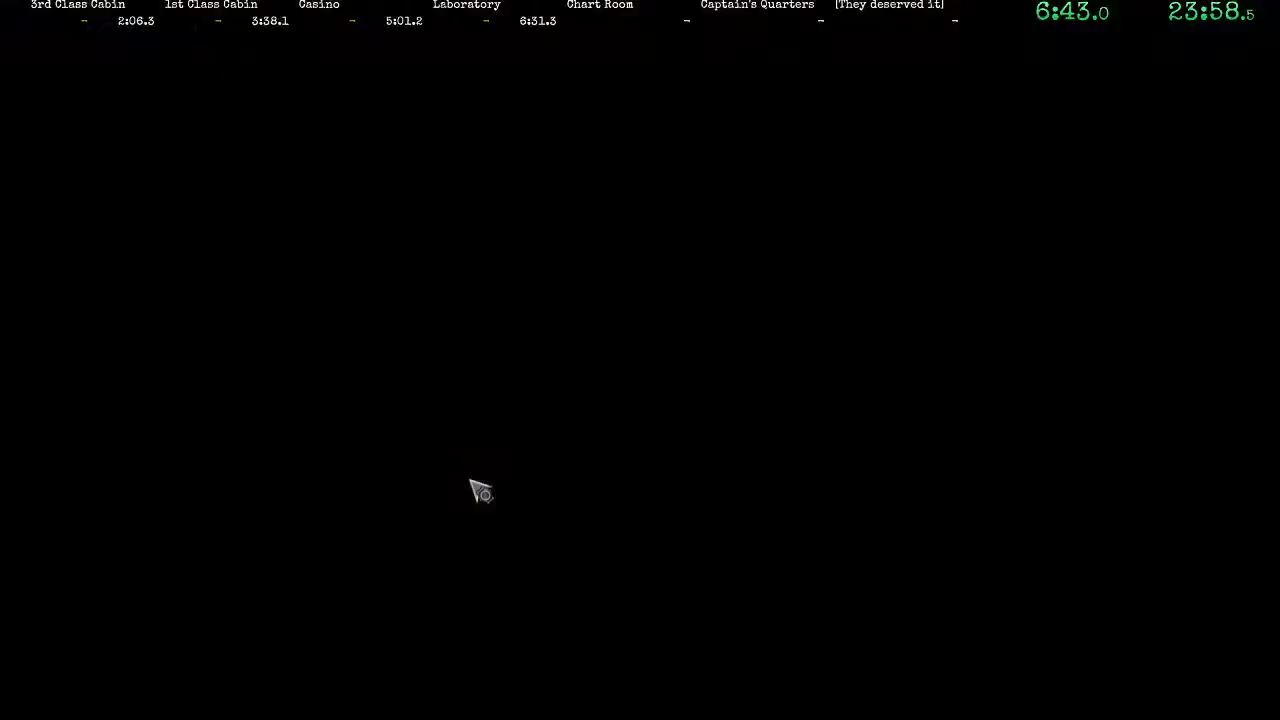 3rd Class Cabin 1st Class Cabin Casino Laboratory Chart Room Captain's Quarters [They deserved it] 6:43.0 23:58.5
– 2:06.3 – 3:38.1 – 5:01.2 – 6:31.3 – – –